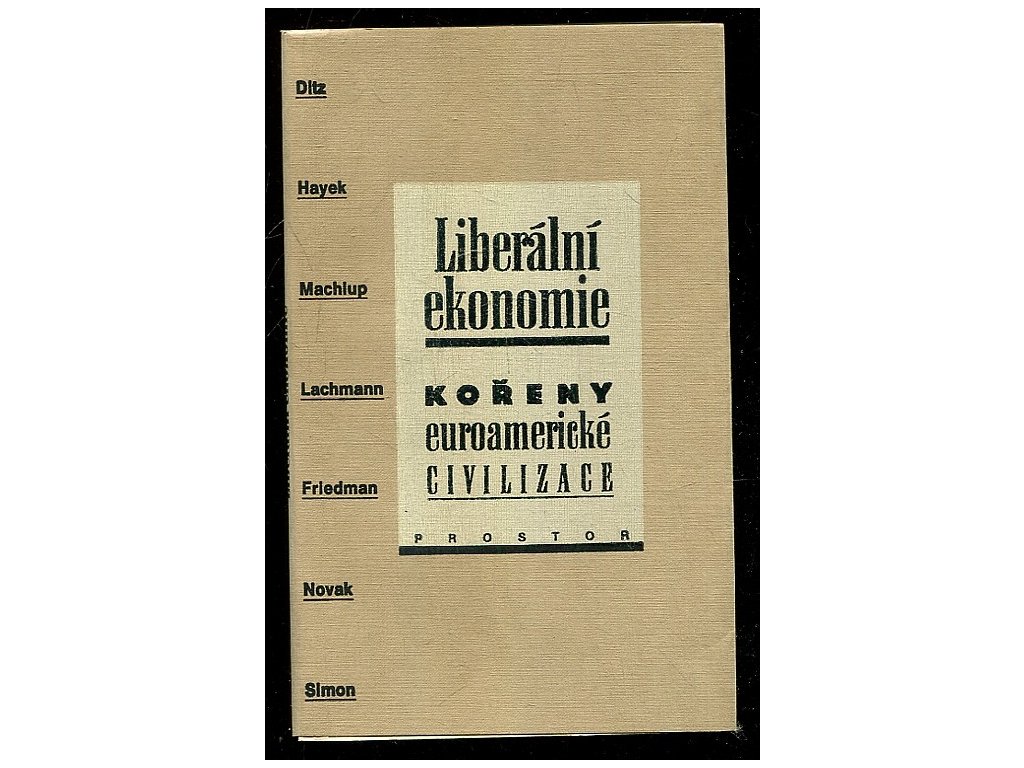 Ditz
Hayek
Machlup
Lachmann
Friedman
Novak
Simon
Liberální
ekonomie
KOŘENY
euroamerické
CIVILIZACE
PROSTOR